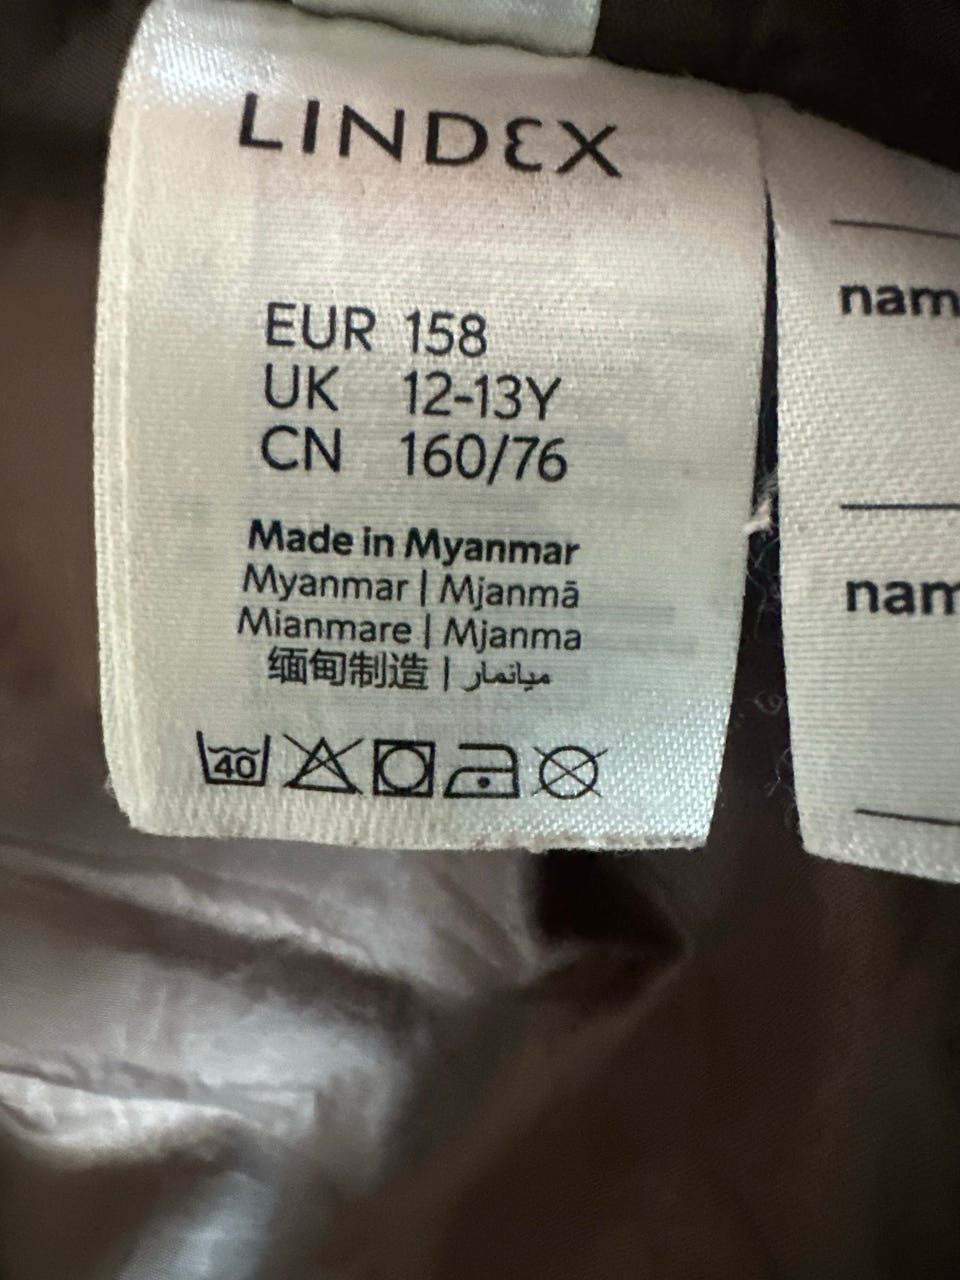 LINDEX
EUR 158
UK 12-13Y
CN 160/76
Made in Myanmar
Myanmar | Mjanmā
Mianmare | Mjanma
缅甸制造 | ميانمار
40
nam
nam